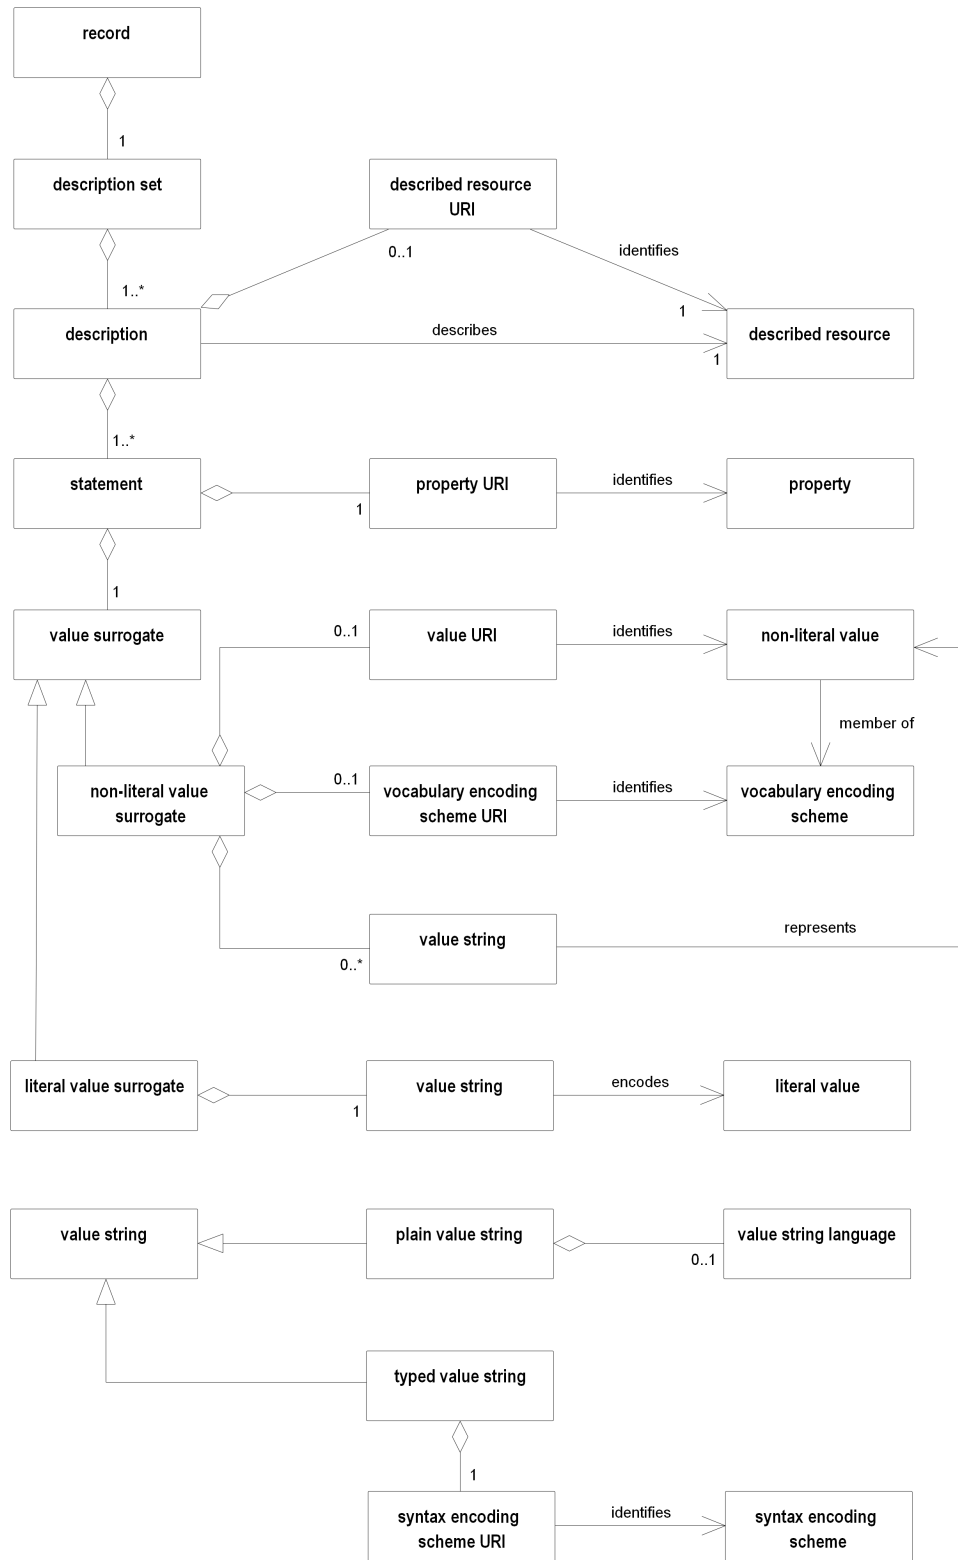 record
1
description set
described resource
URI
0..1
identifies
1..*
1
description
describes
described resource
1
1..*
statement
property URI
identifies
property
1
1
value surrogate
0..1
value URI
identifies
non-literal value
member of
non-literal value
surrogate
0..1
vocabulary encoding
scheme URI
identifies
vocabulary encoding
scheme
value string
represents
0..*
literal value surrogate
value string
encodes
literal value
1
value string
plain value string
value string language
0..1
typed value string
1
syntax encoding
scheme URI
identifies
syntax encoding
scheme